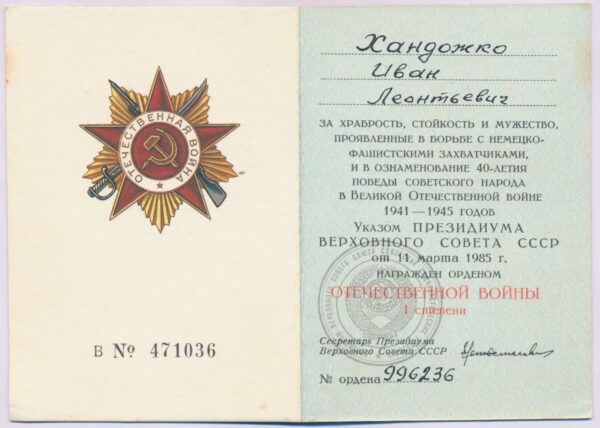 ОТЕЧЕСТВЕННАЯ ВОЙНА
В № 471036
Хандожко
Иван
Леонтьевич
ЗА ХРАБРОСТЬ, СТОЙКОСТЬ И МУЖЕСТВО,
ПРОЯВЛЕННЫЕ В БОРЬБЕ С НЕМЕЦКО-
ФАШИСТСКИМИ ЗАХВАТЧИКАМИ,
И В ОЗНАМЕНОВАНИЕ 40-ЛЕТИЯ
ПОБЕДЫ СОВЕТСКОГО НАРОДА
В ВЕЛИКОЙ ОТЕЧЕСТВЕННОЙ ВОЙНЕ
1941—1945 ГОДОВ
УКАЗОМ ПРЕЗИДИУМА
ВЕРХОВНОГО СОВЕТА СССР
от 11 марта 1985 г.
НАГРАЖДЕН ОРДЕНОМ
ОТЕЧЕСТВЕННОЙ ВОЙНЫ
I степени
Секретарь Президиума
Верховного Совета СССР
№ ордена 996236